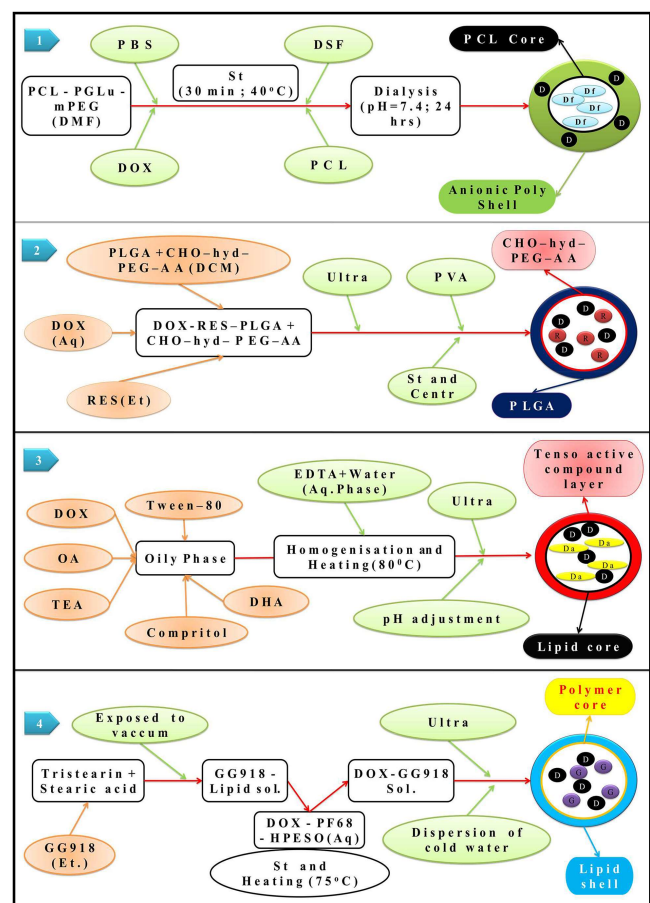 1
PBS
DSF
PCL Core
PCL - PGLu -
mPEG
(DMF)
St
(30 min ; 40°C)
Dialysis
(pH=7.4; 24
hrs)
D
D
D
D
Df
Df
Df
Df
DOX
PCL
Anionic Poly
Shell
2
PLGA +CHO–hyd–
PEG–AA (DCM)
Ultra
PVA
CHO–hyd–
PEG–AA
DOX
(Aq)
DOX-RES–PLGA +
CHO–hyd– PEG–AA
D
R
R
D
R
D
D
R
RES(Et)
St and
Centr
PLGA
3
EDTA+Water
(Aq.Phase)
Tenso active
compound
layer
DOX
Tween–80
Ultra
OA
Oily Phase
Homogenisation and
Heating(80⁰C)
D
D
Da
Da
D
Da
Da
D
TEA
DHA
Compritol
pH adjustment
Lipid core
4
Exposed to
vaccum
Ultra
Polymer
core
Tristearin +
Stearic acid
GG918 -
Lipid sol.
DOX-GG918
Sol.
D
G
D
G
D
G
D
G
DOX - PF68
- HPESO(Aq)
GG918
(Et.)
St and
Heating (75°C)
Dispersion of
cold water
Lipid
shell